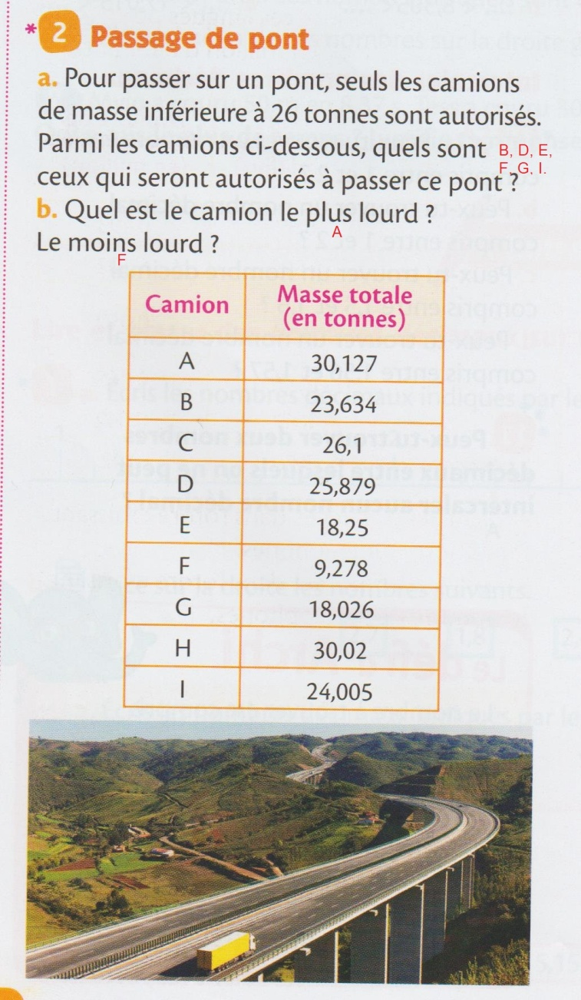 * 2 Passage de pont
a. Pour passer sur un pont, seuls les camions
de masse inférieure à 26 tonnes sont autorisés.
Parmi les camions ci-dessous, quels sont B, D, E,
ceux qui seront autorisés à passer ce pont ? F, G, I.
b. Quel est le camion le plus lourd ?
A
Le moins lourd ?
F
Camion Masse totale
(en tonnes)
A 30,127
B 23,634
C 26,1
D 25,879
E 18,25
F 9,278
G 18,026
H 30,02
I 24,005